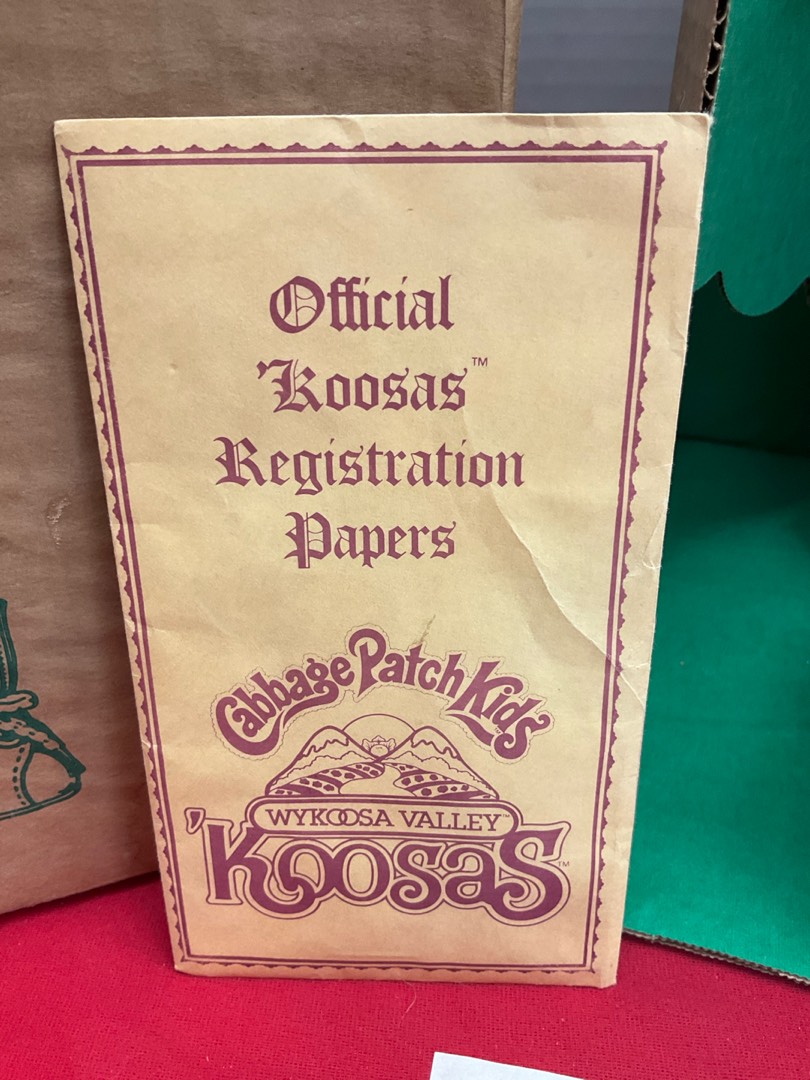 Official
'Koosas™
Registration
Papers
Cabbage Patch Kids
WYKOOSA VALLEY™
'Koosas™